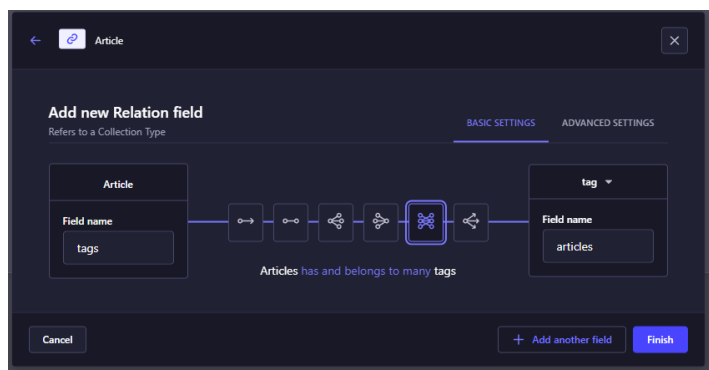 Article
Add new Relation field
Refers to a Collection Type
BASIC SETTINGS
ADVANCED SETTINGS
Article
Field name
tags
tag
Field name
articles
Articles has and belongs to many tags
Cancel
Add another field
Finish